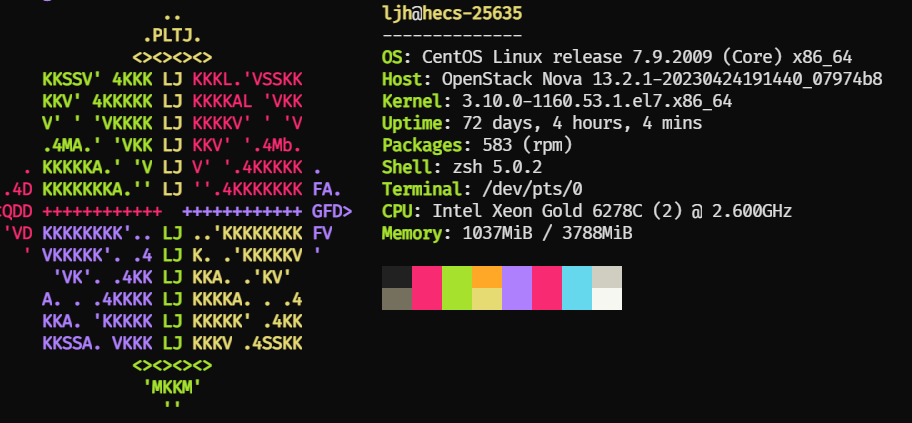 ..
.PLTJ.
<><><><>
KKSSV' 4KKK LJ KKKL.'VSSKK
KKV' 4KKKKK LJ KKKKAL 'VKK
V' ' 'VKKKK LJ KKKKV' ' 'V
.4MA.' 'VKK LJ KKV' '.4Mb.
. KKKKKA.' 'V LJ V' '.4KKKKK .
.4D KKKKKKKA.'' LJ ''.4KKKKKKK FA.
<QDD ++++++++++++ ++++++++++++ GFD>
'VD KKKKKKKK'.. LJ ..'KKKKKKKK FV
' VKKKKK'. .4 LJ K. .'KKKKKV '
'VK'. .4KK LJ KKA. .'KV'
A. . .4KKKK LJ KKKKA. . .4
KKA. 'KKKKK LJ KKKKK' .4KK
KKSSA. VKKK LJ KKKV .4SSKK
<><><><>
'MKKM'
''
ljh@hecs-25635
--------------
OS: CentOS Linux release 7.9.2009 (Core) x86_64
Host: OpenStack Nova 13.2.1-20230424191440_07974b8
Kernel: 3.10.0-1160.53.1.el7.x86_64
Uptime: 72 days, 4 hours, 4 mins
Packages: 583 (rpm)
Shell: zsh 5.0.2
Terminal: /dev/pts/0
CPU: Intel Xeon Gold 6278C (2) @ 2.600GHz
Memory: 1037MiB / 3788MiB